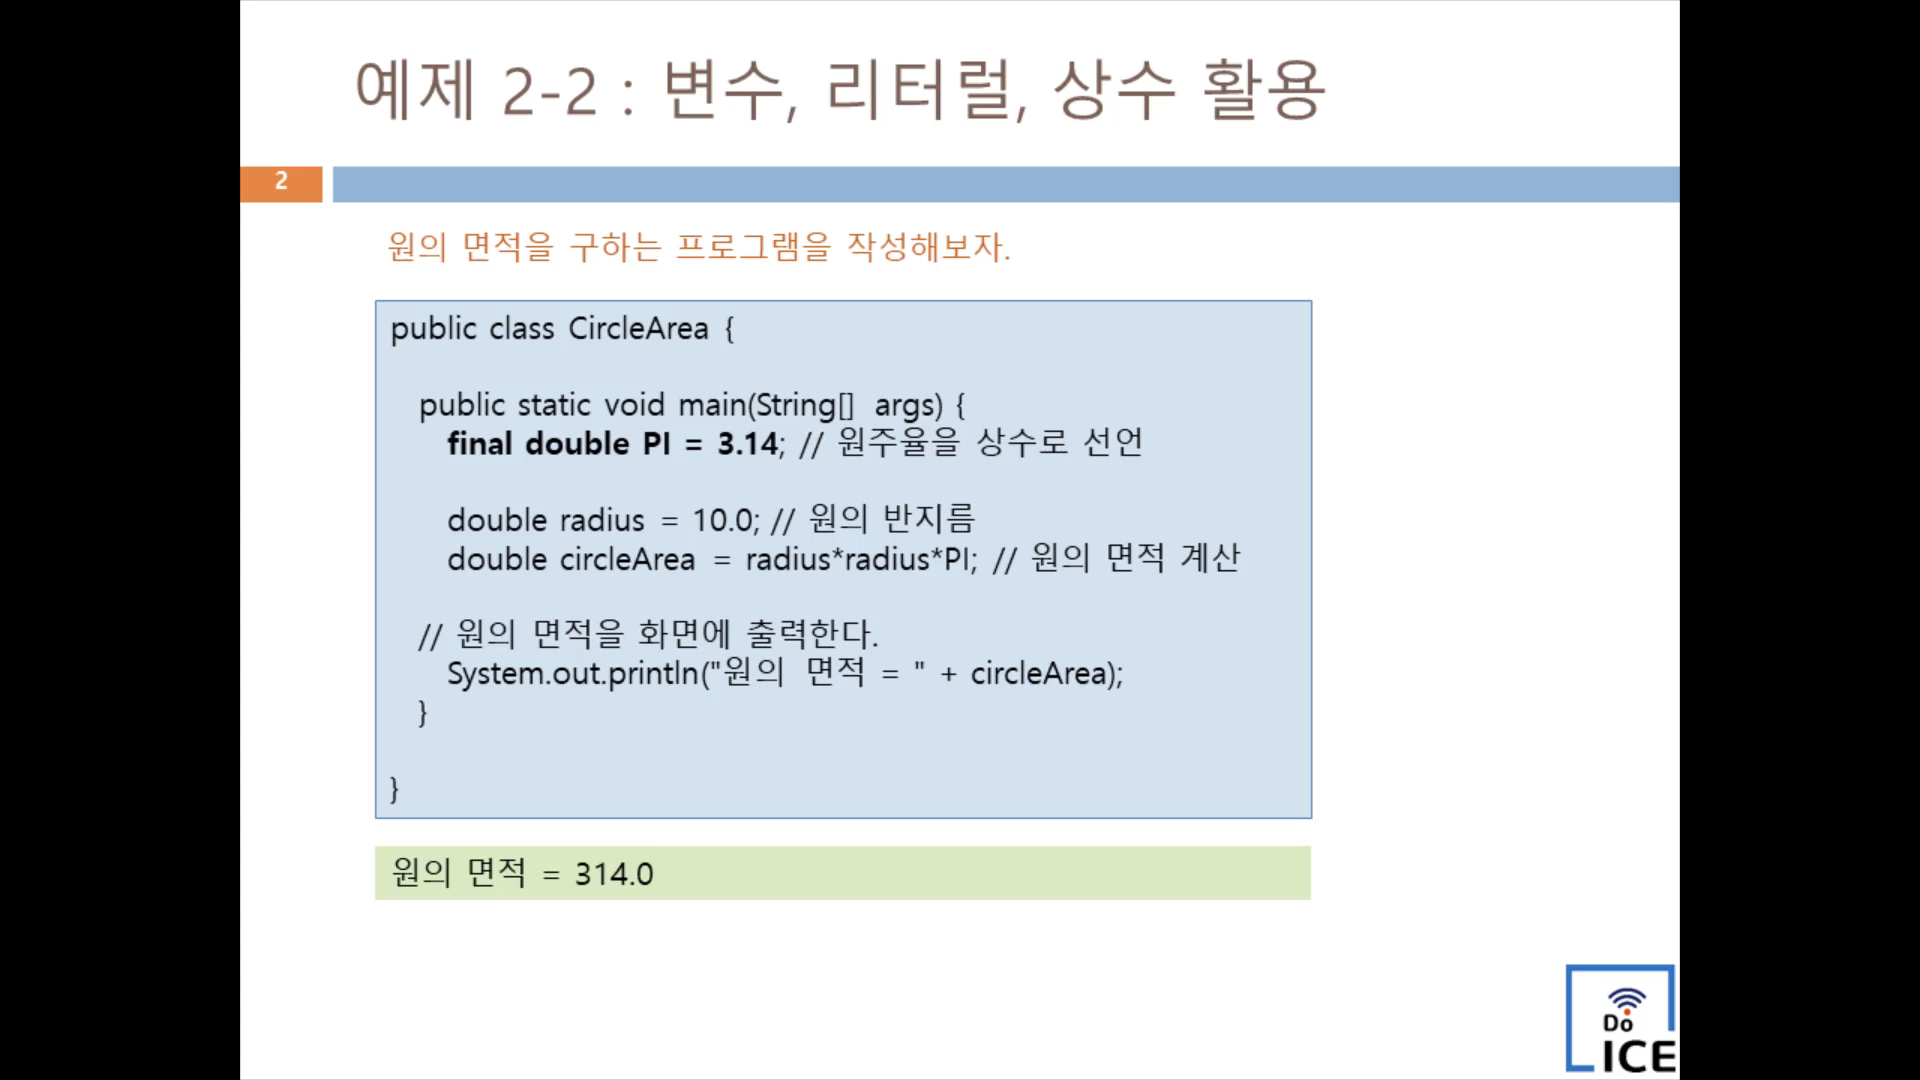 예제 2-2 : 변수, 리터럴, 상수 활용
2
원의 면적을 구하는 프로그램을 작성해보자.
public class CircleArea {
public static void main(String[] args) {
final double PI = 3.14; // 원주율을 상수로 선언
double radius = 10.0; // 원의 반지름
double circleArea = radius*radius*PI; // 원의 면적 계산
// 원의 면적을 화면에 출력한다.
System.out.println("원의 면적 = " + circleArea);
}
}
원의 면적 = 314.0
Do
ICE